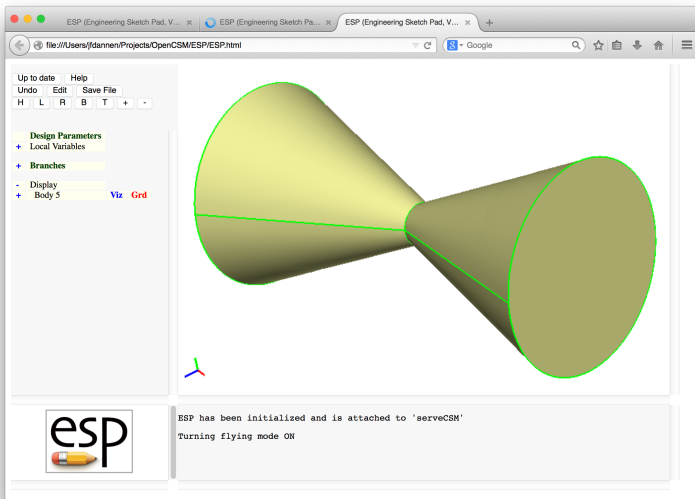 ESP (Engineering Sketch Pad, V...
ESP (Engineering Sketch Pa...
ESP (Engineering Sketch Pad, V...
file:///Users/jfdannen/Projects/OpenCSM/ESP/ESP.html
Google
Up to date Help
Undo Edit Save File
H L R B T + -
Design Parameters
+ Local Variables
+ Branches
- Display
+ Body 5 Viz Grd
esp
ESP has been initialized and is attached to 'serveCSM'
Turning flying mode ON